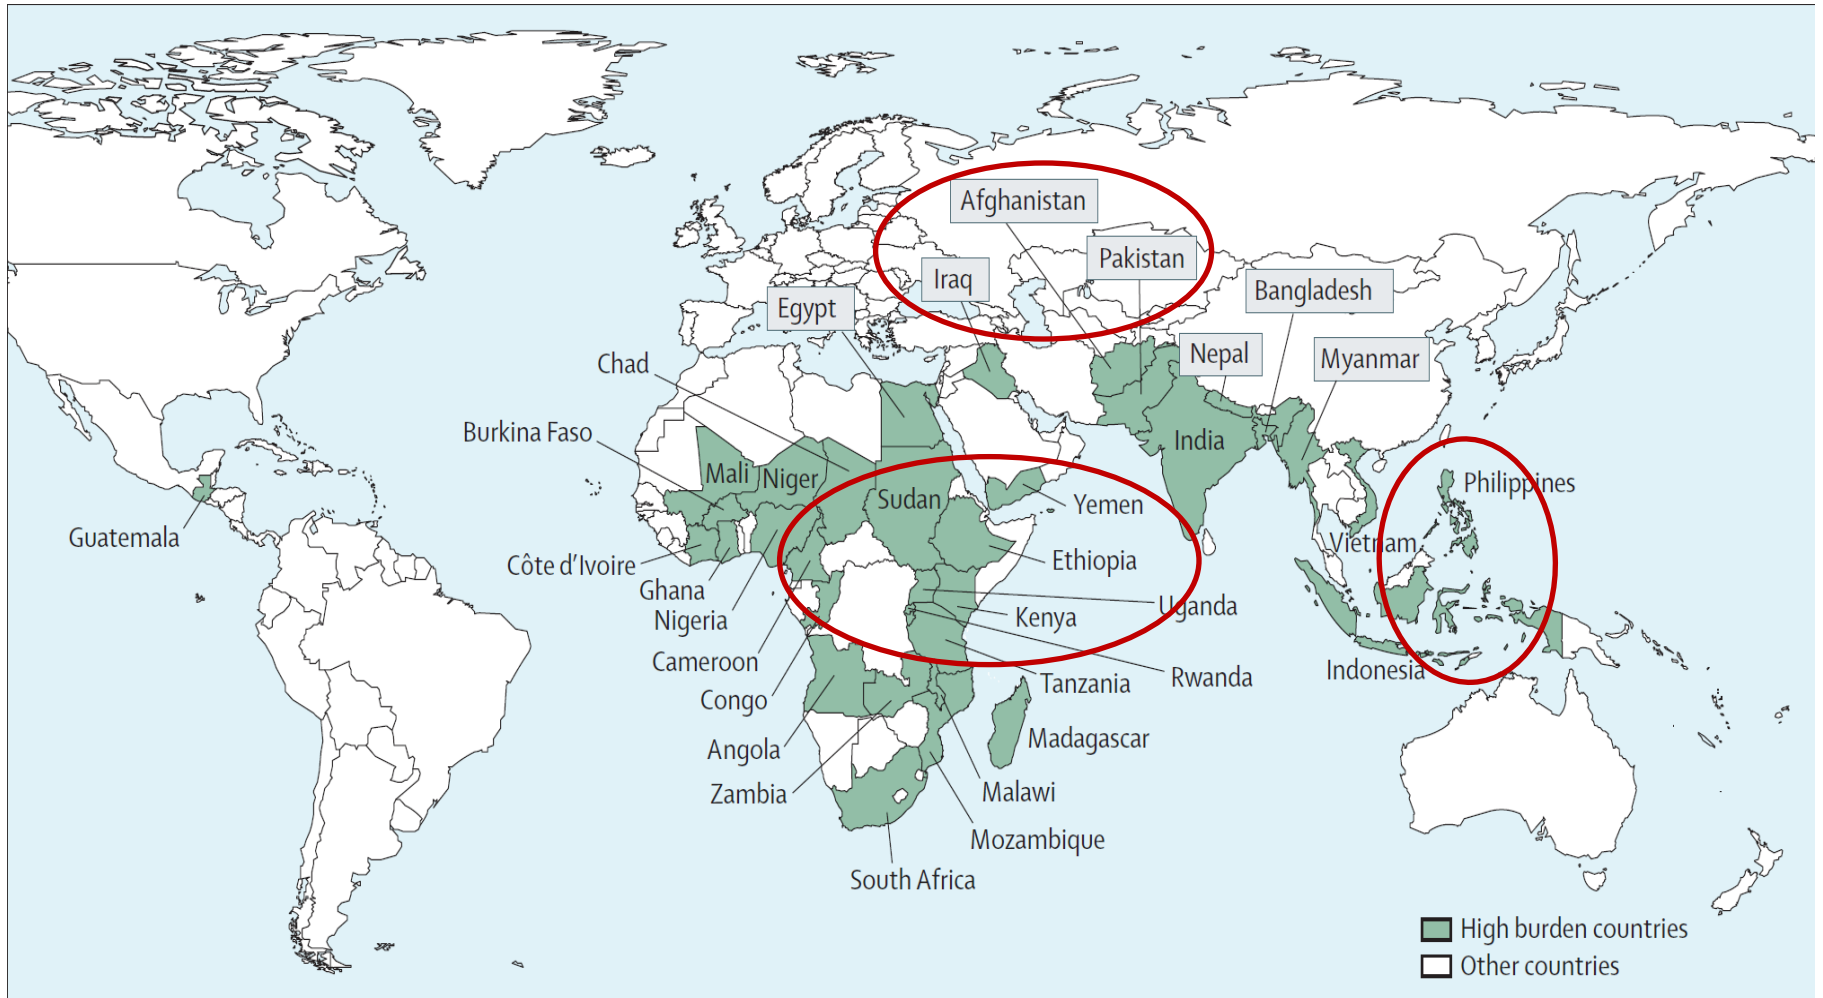 Afghanistan
Pakistan
Iraq
Bangladesh
Egypt
Nepal
Myanmar
Chad
Burkina Faso
India
Mali
Niger
Philippines
Sudan
Yemen
Guatemala
Vietnam
Côte d’Ivoire
Ethiopia
Ghana
Uganda
Nigeria
Kenya
Cameroon
Indonesia
Rwanda
Tanzania
Congo
Madagascar
Angola
Zambia
Malawi
Mozambique
South Africa
High burden countries
Other countries